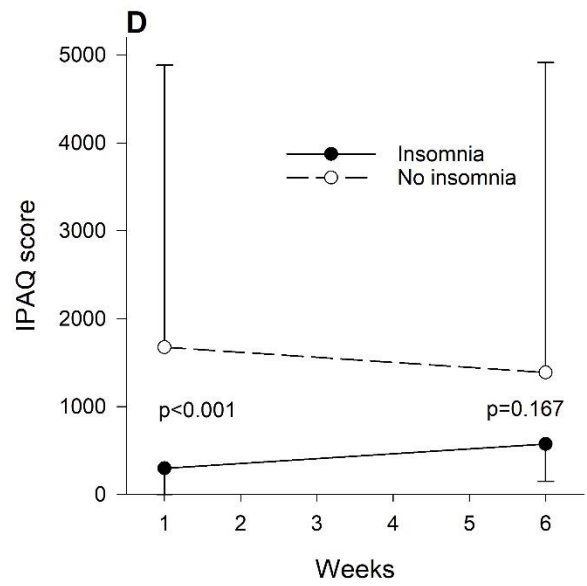 D
5000
4000
3000
2000
1000
0
IPAQ score
Insomnia
No insomnia
p<0.001
p=0.167
1 2 3 4 5 6
Weeks